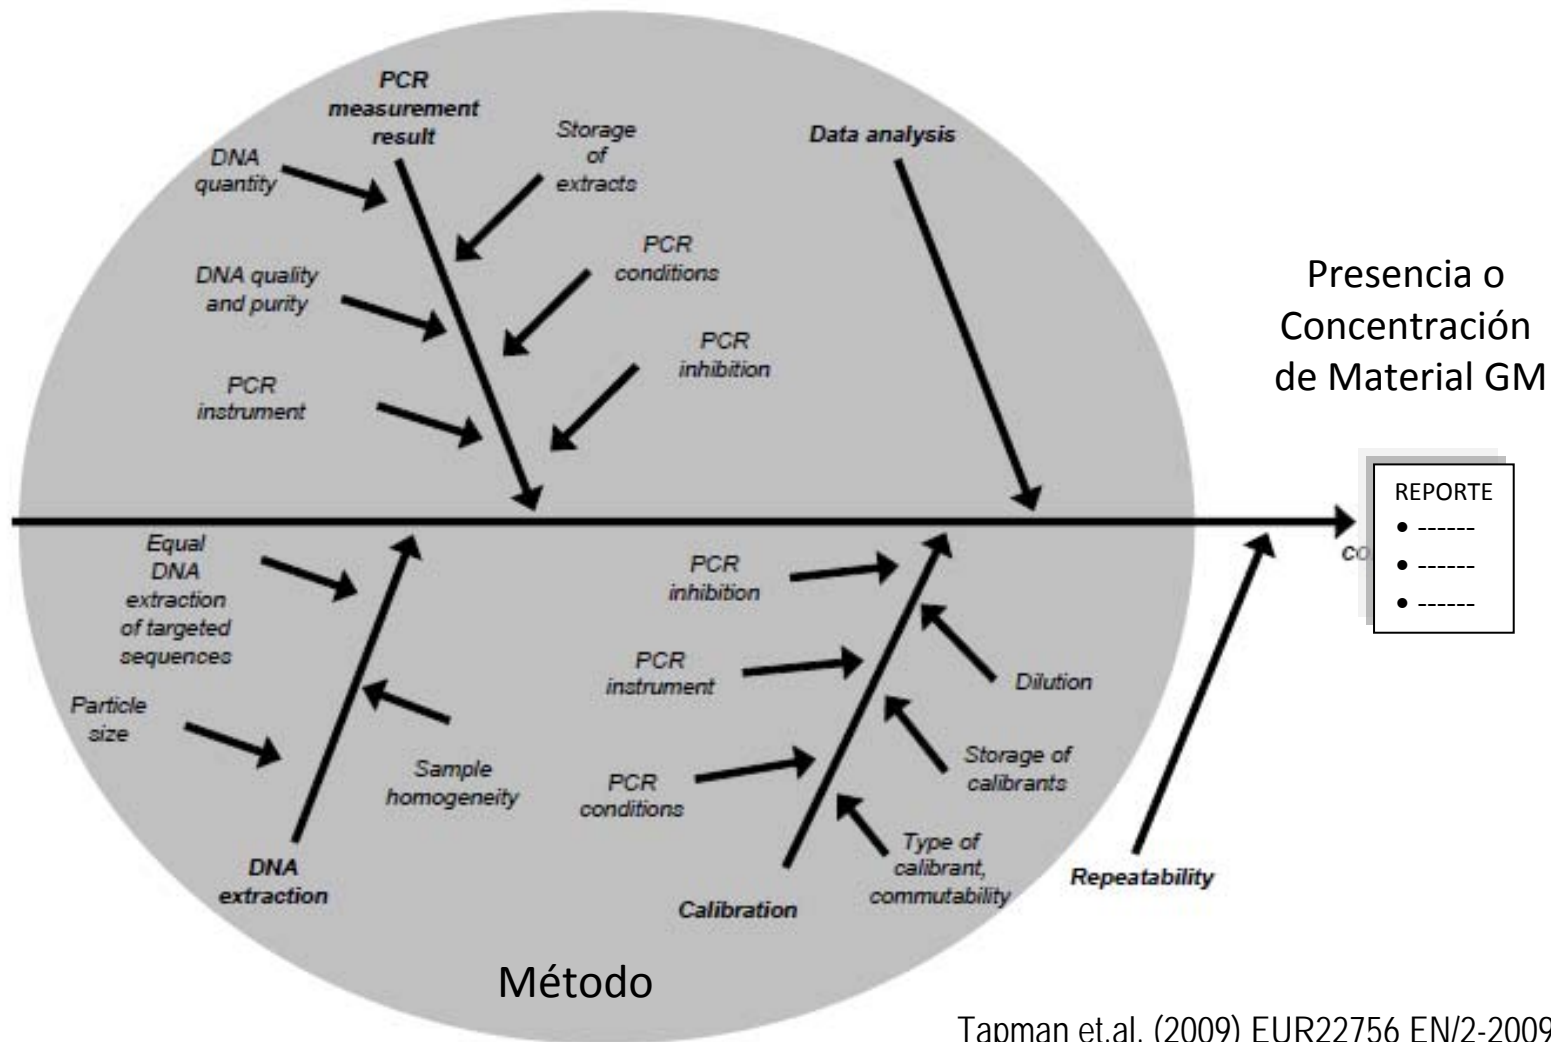 PCR
measurement
result
DNA
quantity
Storage
of
extracts
DNA quality
and purity
PCR
conditions
PCR
instrument
PCR
inhibition
Data analysis
Presencia o
Concentración
de Material GM
REPORTE
• ------
• ------
• ------
co
Equal
DNA
extraction
of targeted
sequences
Particle
size
Sample
homogeneity
DNA
extraction
PCR
inhibition
PCR
instrument
PCR
conditions
Dilution
Storage of
calibrants
Type of
calibrant,
commutability
Calibration
Repeatability
Método
Tapman et.al. (2009) EUR22756 EN/2-2009